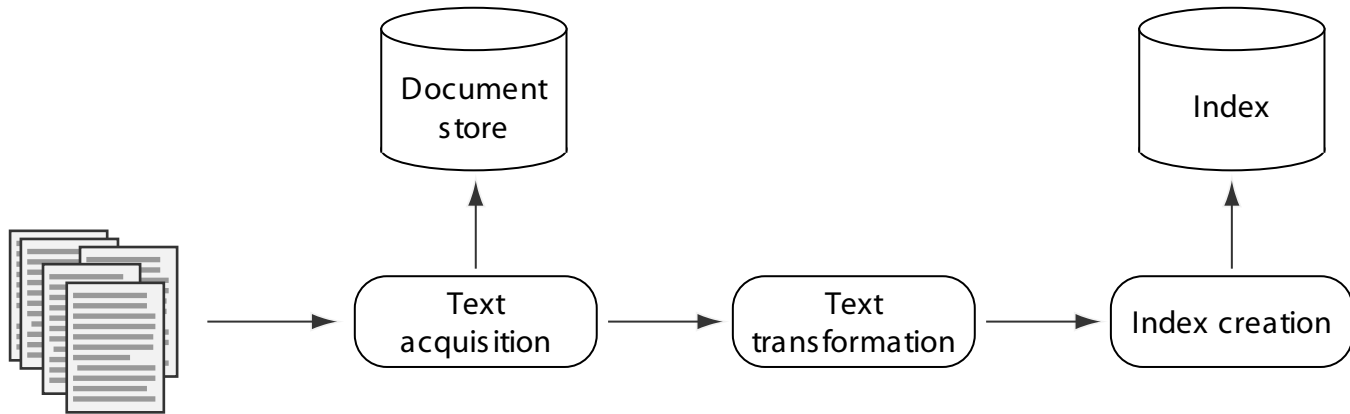 Document
store
Index
Text
acquisition
Text
transformation
Index creation